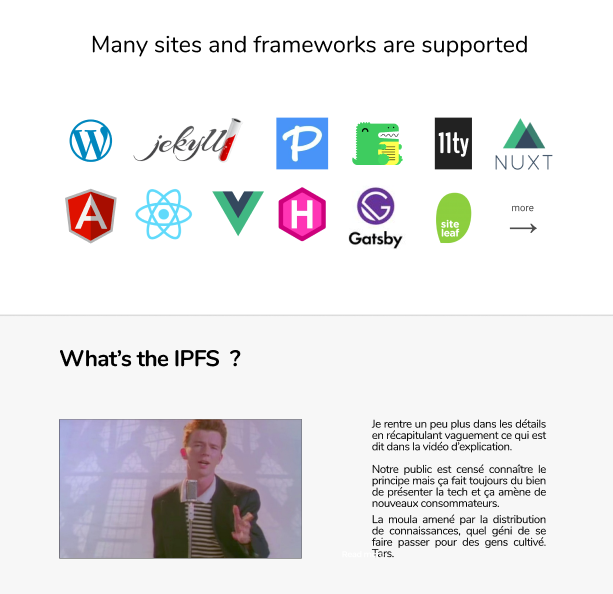 Many sites and frameworks are supported
jekyll
11ty
NUXT
Gatsby
site
leaf
more
What's the IPFS ?
Je rentre un peu plus dans les détails
en récapitulant vaguement ce qui est
dit dans la vidéo d'explication.
Notre public est censé connaître le
principe mais ça fait toujours du bien
de présenter la tech et ça amène de
nouveaux consommateurs.
La moula amené par la distribution
de connaissances, quel géni de se
faire passer pour des gens cultivé.
Tars.